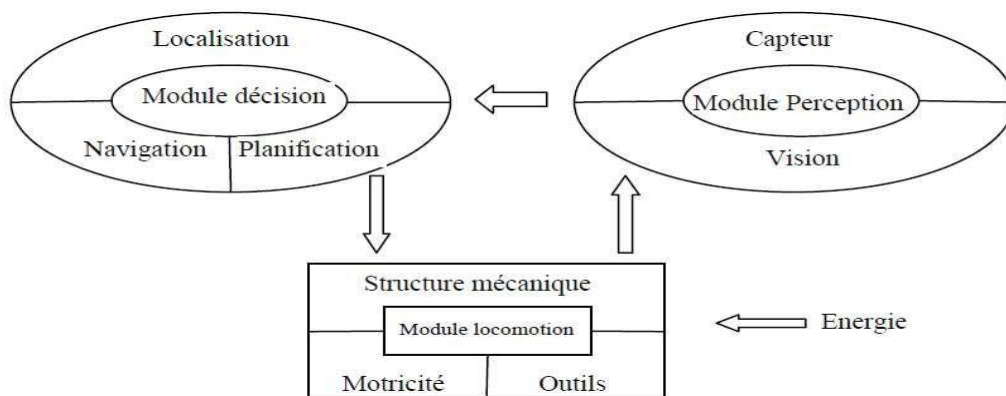 Localisation
Module décision
Navigation
Planification
Capteur
Module Perception
Vision
Structure mécanique
Module locomotion
Motricité
Outils
Energie